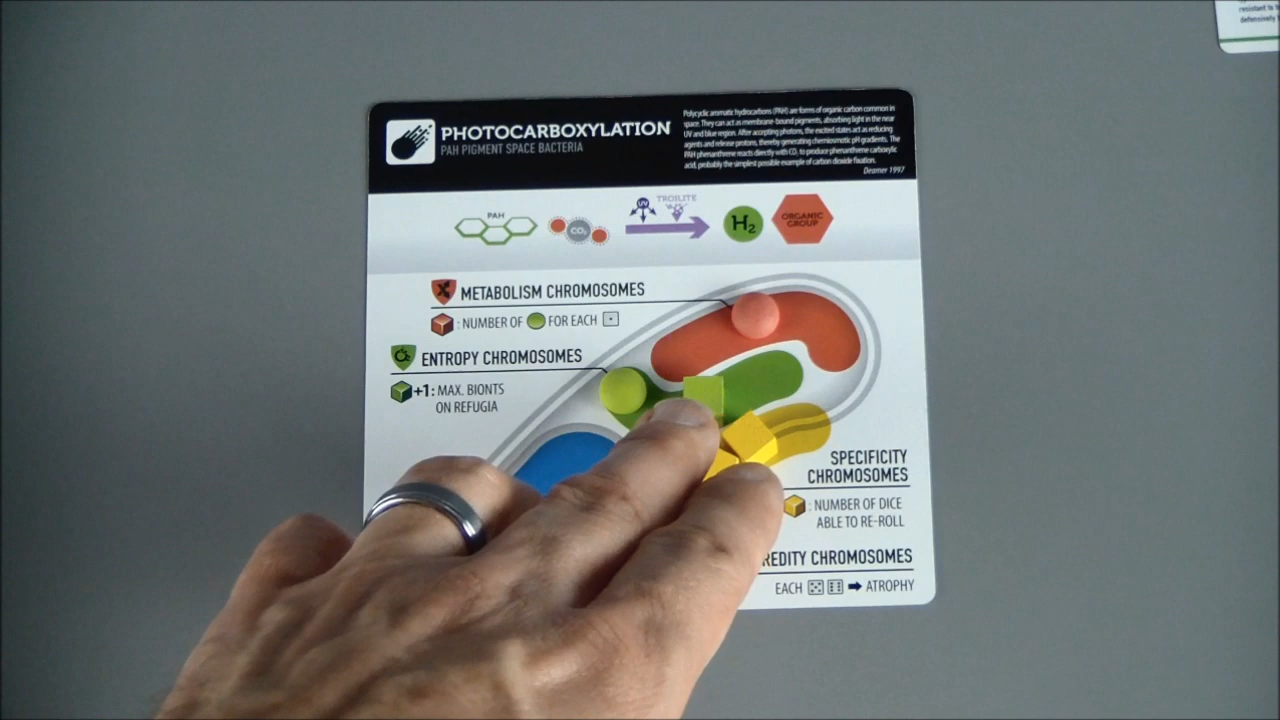 resistant to
defensively
PHOTOCARBOXYLATION
PAH PIGMENT SPACE BACTERIA
Polycyclic aromatic hydrocarbons (PAH) are forms of organic carbon common in
space. They can act as membrane-bound pigments, absorbing light in the near
UV and blue region. After accepting photons, the excited states act as reducing
agents and release protons, thereby generating chemiosmotic pH gradients. The
PAH phenanthrene reacts directly with CO₂ to produce phenanthrene carboxylic
acid, probably the simplest possible example of carbon dioxide fixation.
Deamer 1997
PAH
CO₂
UV
TROILITE
H₂
ORGANIC
GROUP
METABOLISM CHROMOSOMES
: NUMBER OF FOR EACH
ENTROPY CHROMOSOMES
+1: MAX. BIONTS
ON REFUGIA
SPECIFICITY
CHROMOSOMES
: NUMBER OF DICE
ABLE TO RE-ROLL
REDITY CHROMOSOMES
EACH ATROPHY